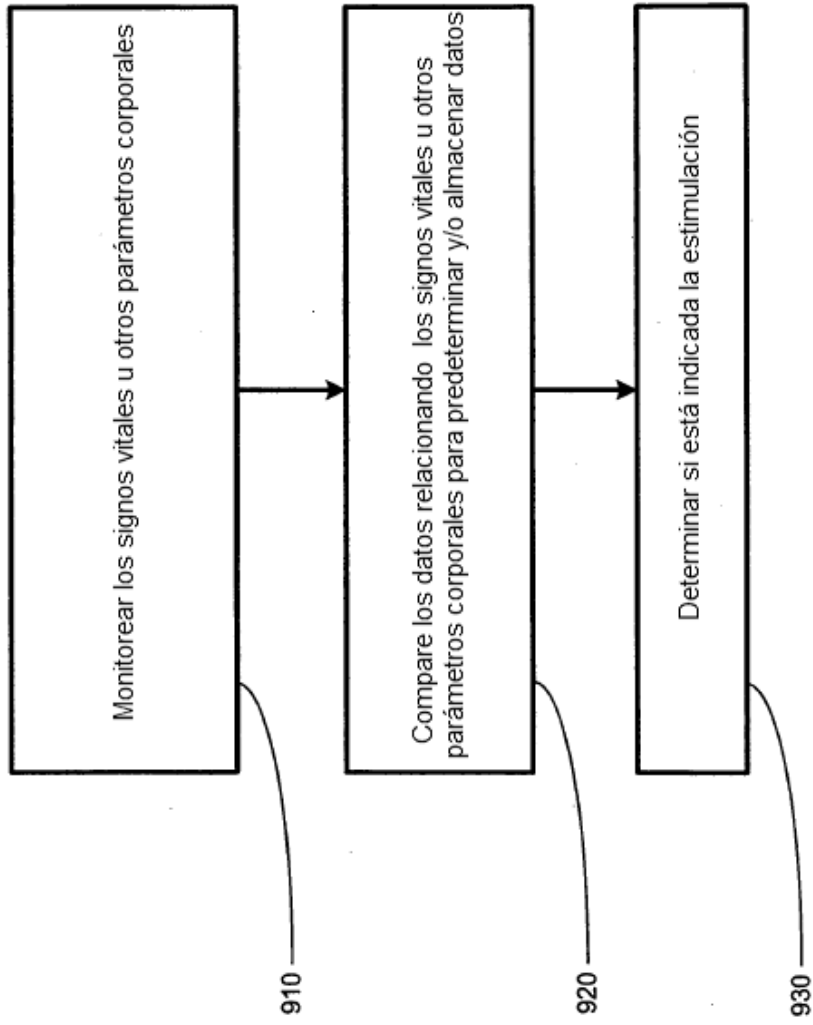 Monitorear los signos vitales u otros parámetros corporales
910
Compare los datos relacionando los signos vitales u otros
parámetros corporales para predeterminar y/o almacenar datos
920
Determinar si está indicada la estimulación
930